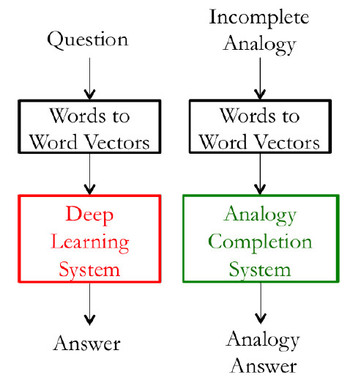 Question
Words to
Word Vectors
Deep
Learning
System
Answer
Incomplete
Analogy
Words to
Word Vectors
Analogy
Completion
System
Analogy
Answer